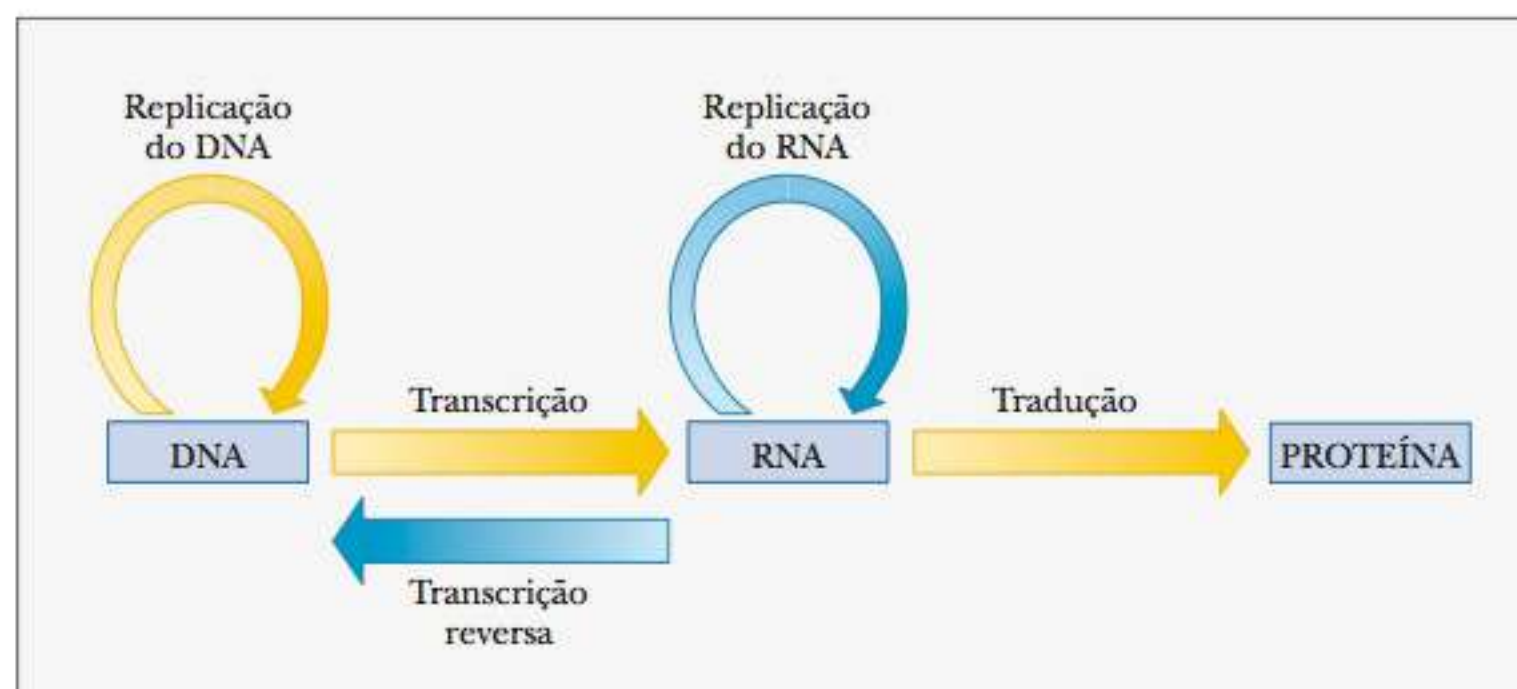 Replicação
do DNA
Replicação
do RNA
Transcrição
Tradução
DNA
RNA
PROTEÍNA
Transcrição
reversa